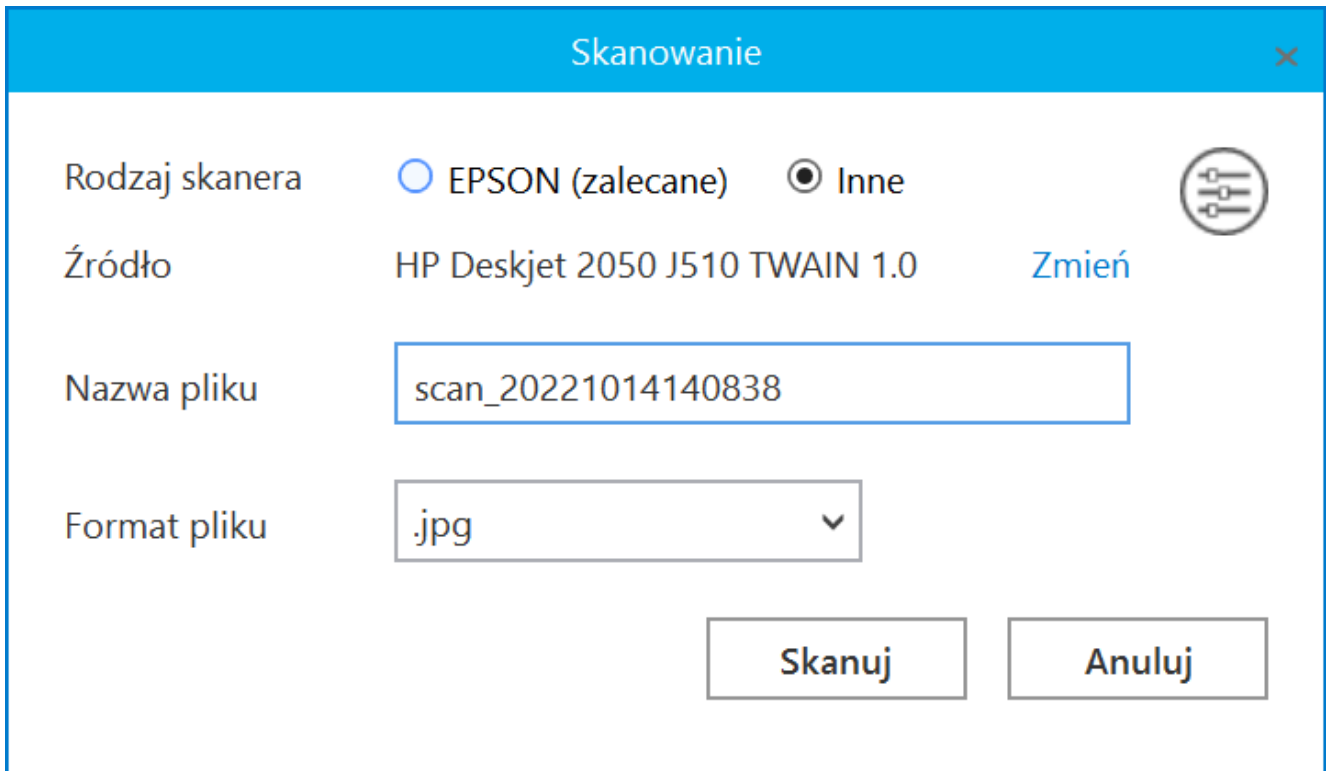 Skanowanie
Rodzaj skanera EPSON (zalecane) Inne
Źródło HP Deskjet 2050 J510 TWAIN 1.0 Zmień
Nazwa pliku scan_20221014140838
Format pliku .jpg
Skanuj Anuluj